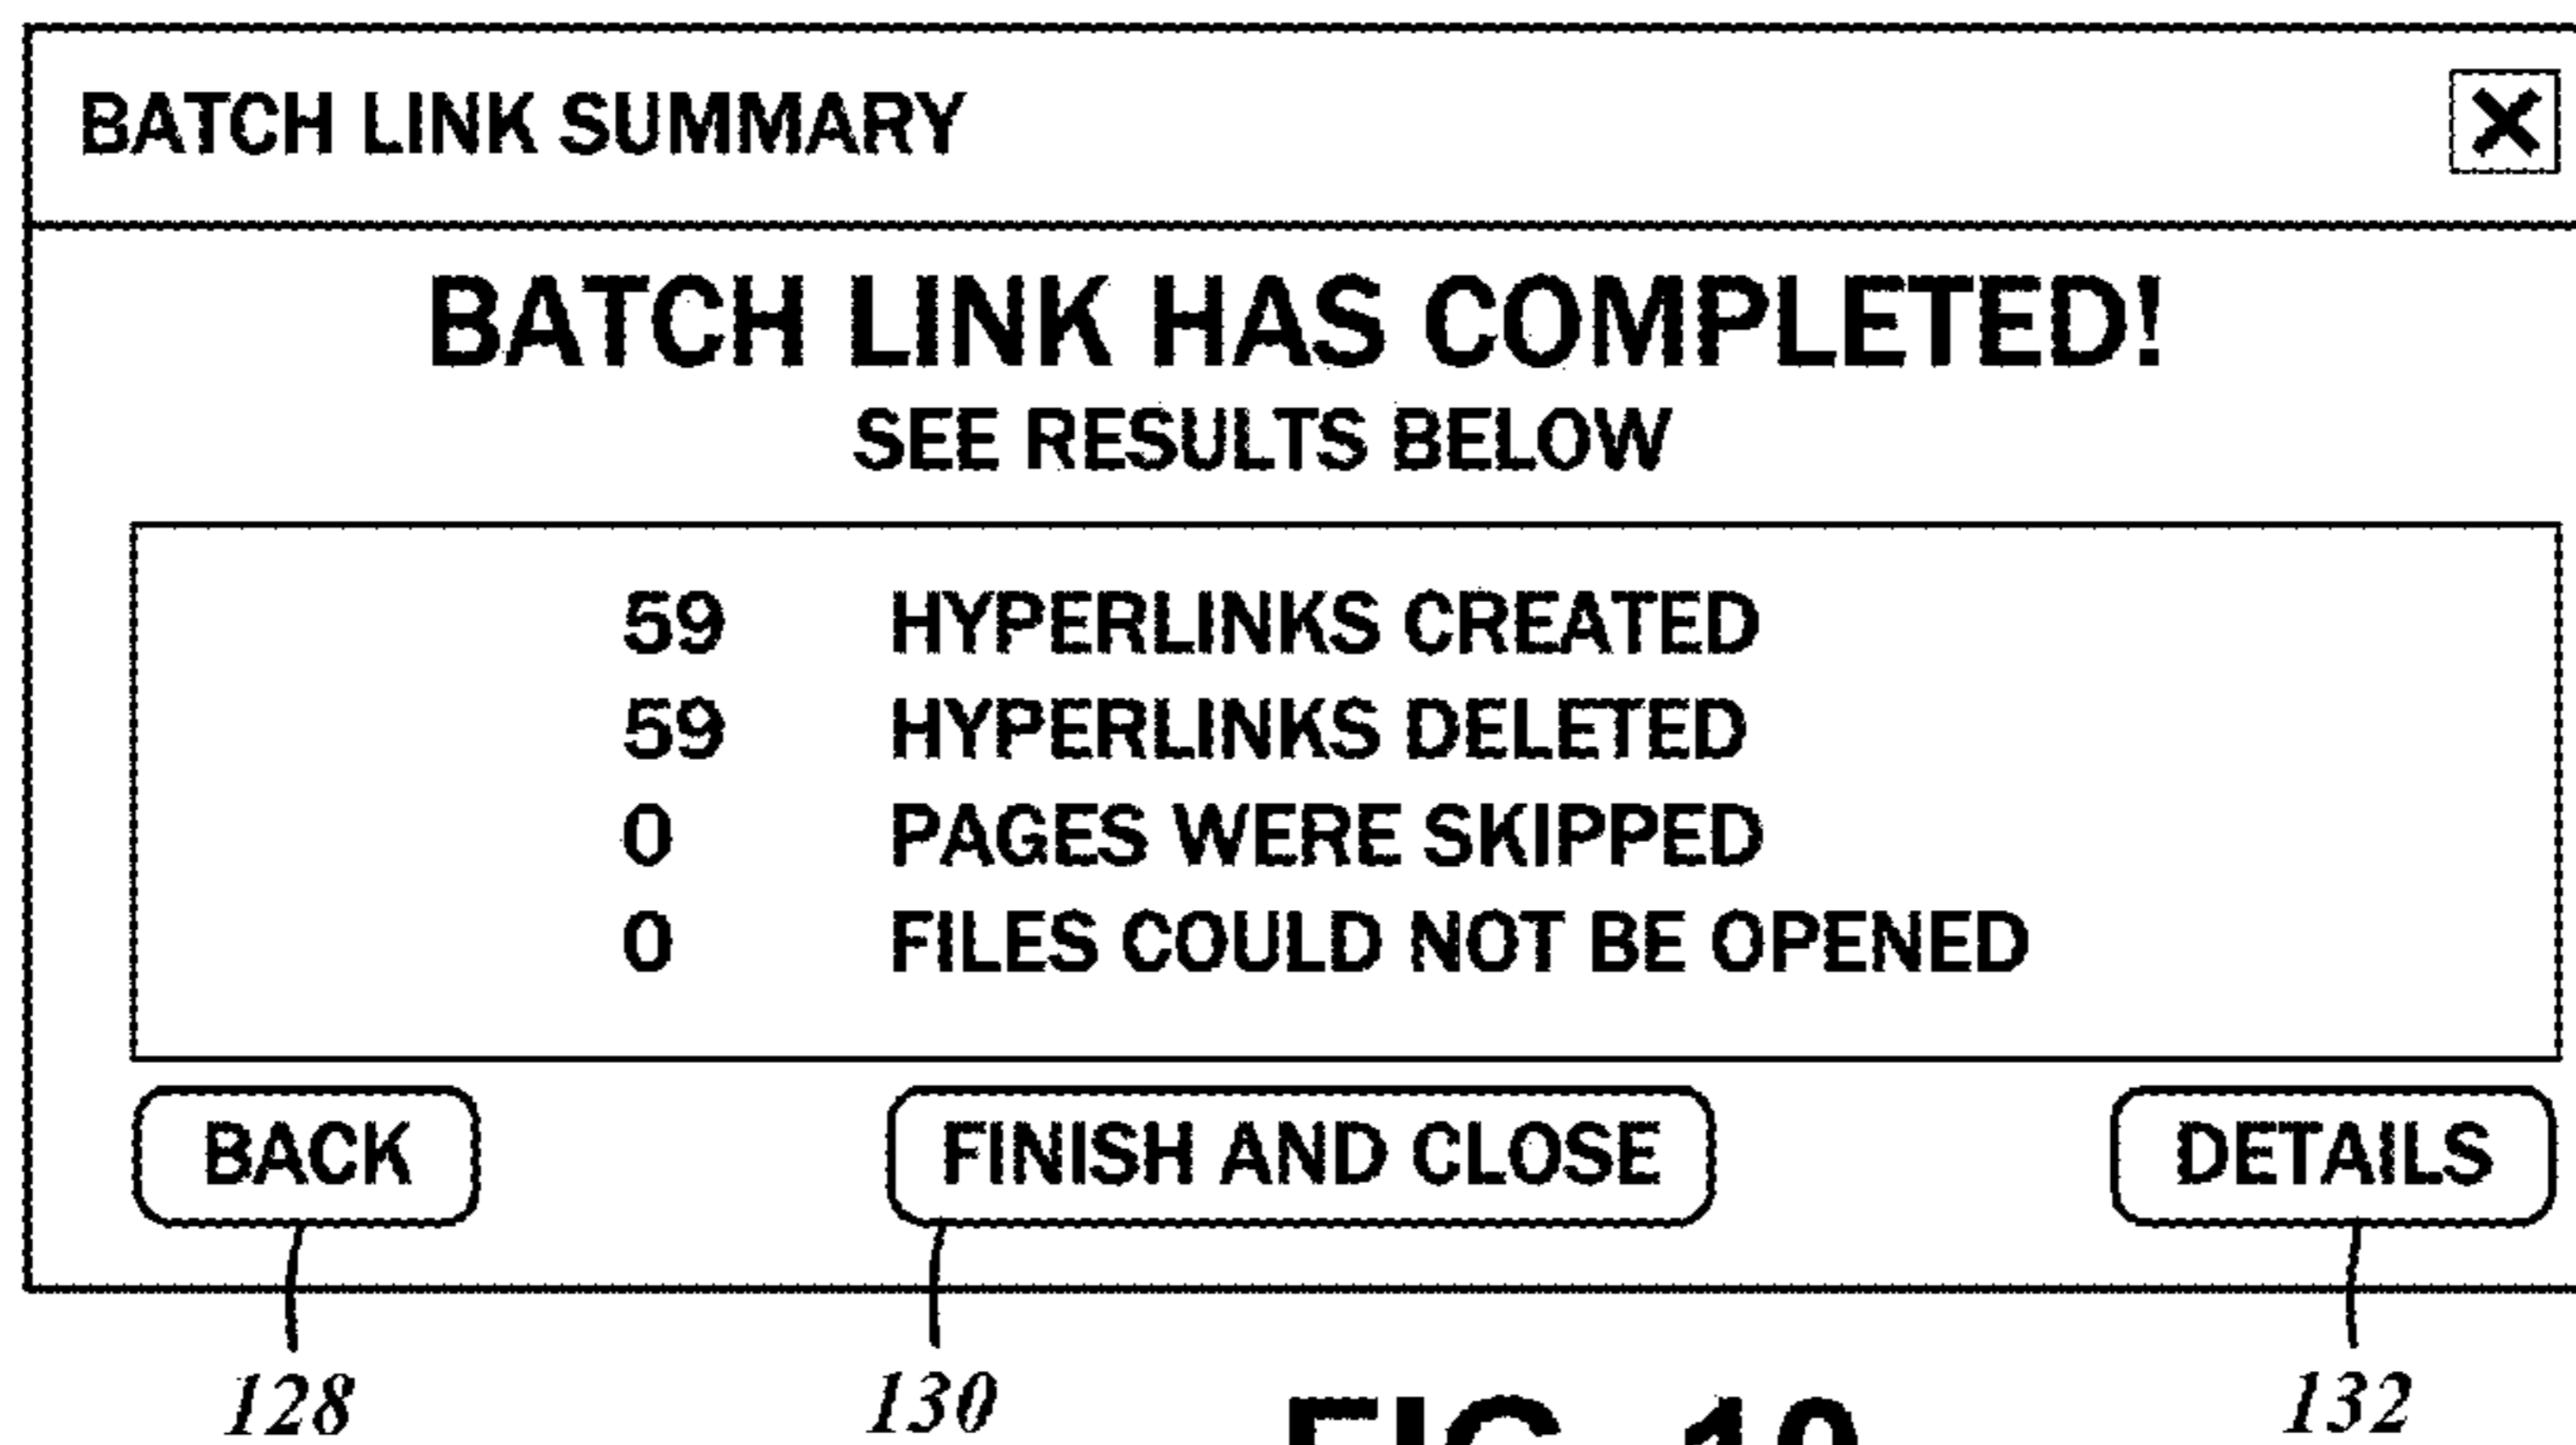 BATCH LINK SUMMARY
BATCH LINK HAS COMPLETED!
SEE RESULTS BELOW
59 HYPERLINKS CREATED
59 HYPERLINKS DELETED
0 PAGES WERE SKIPPED
0 FILES COULD NOT BE OPENED
BACK FINISH AND CLOSE DETAILS
128 130 132
FIG.